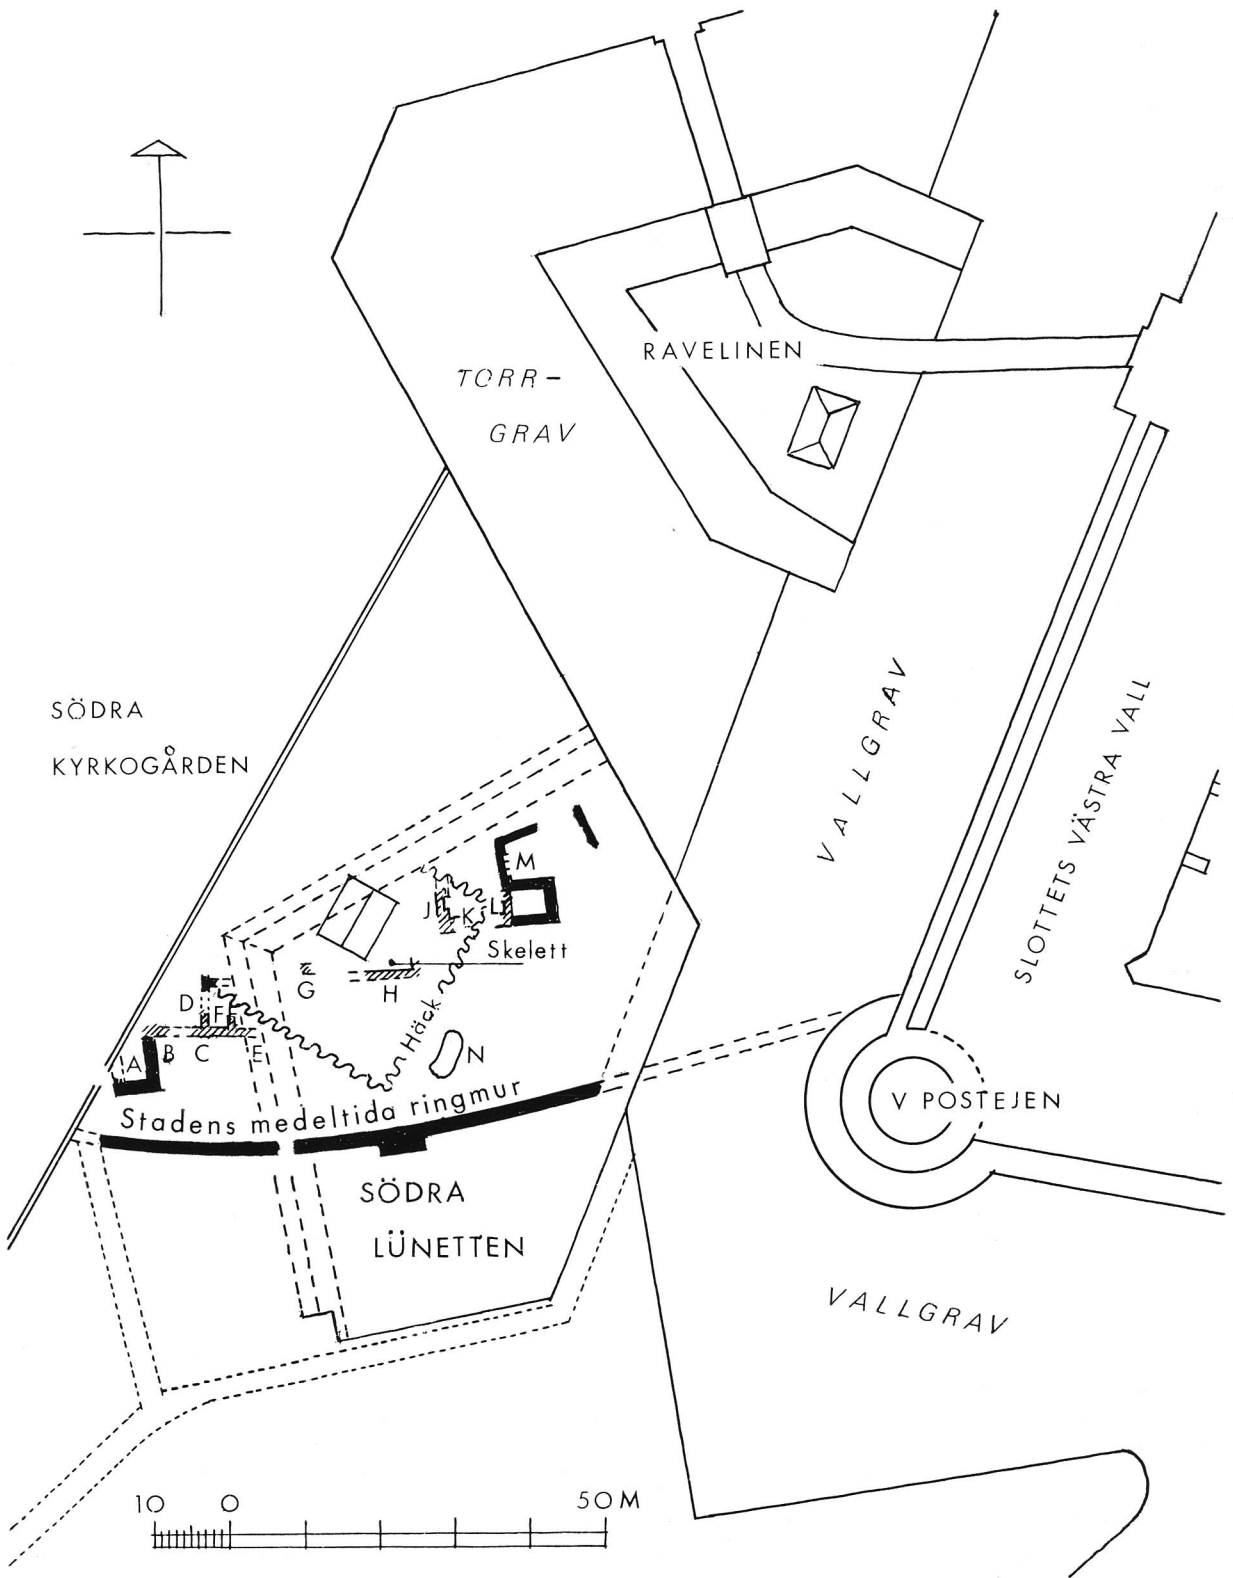 RAVELINEN
TORR-
GRAV
SÖDRA
KYRKOGÅRDEN
VALLGRAV
SLOTTETS VÄSTRA VALL
M
J
K
L
Skelett
D
F
G
H
Häck
A
B
C
E
N
V POSTEJEN
Stadens medeltida ringmur
SÖDRA
LÜNETTEN
VALLGRAV
10 0 50 M